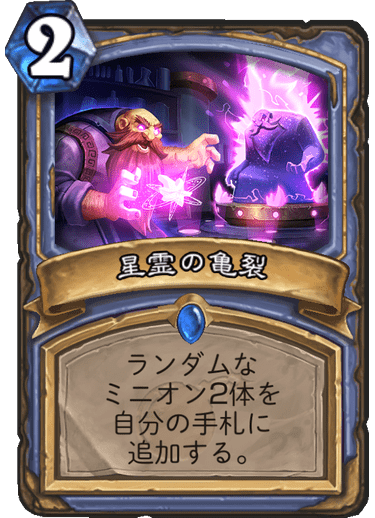 2
星霊の亀裂
ランダムな
ミニオン2体を
自分の手札に
追加する。